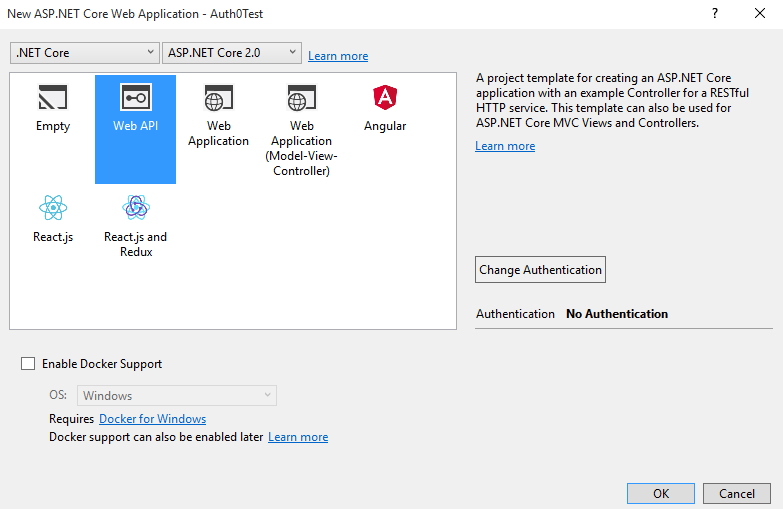 New ASP.NET Core Web Application - Auth0Test
?
.NET Core
ASP.NET Core 2.0
Learn more
Empty
Web API
Web
Application
Web
Application
(Model-View-
Controller)
Angular
React.js
React.js and
Redux
A project template for creating an ASP.NET Core
application with an example Controller for a RESTful
HTTP service. This template can also be used for
ASP.NET Core MVC Views and Controllers.
Learn more
Change Authentication
Authentication No Authentication
Enable Docker Support
OS: Windows
Requires Docker for Windows
Docker support can also be enabled later Learn more
OK
Cancel